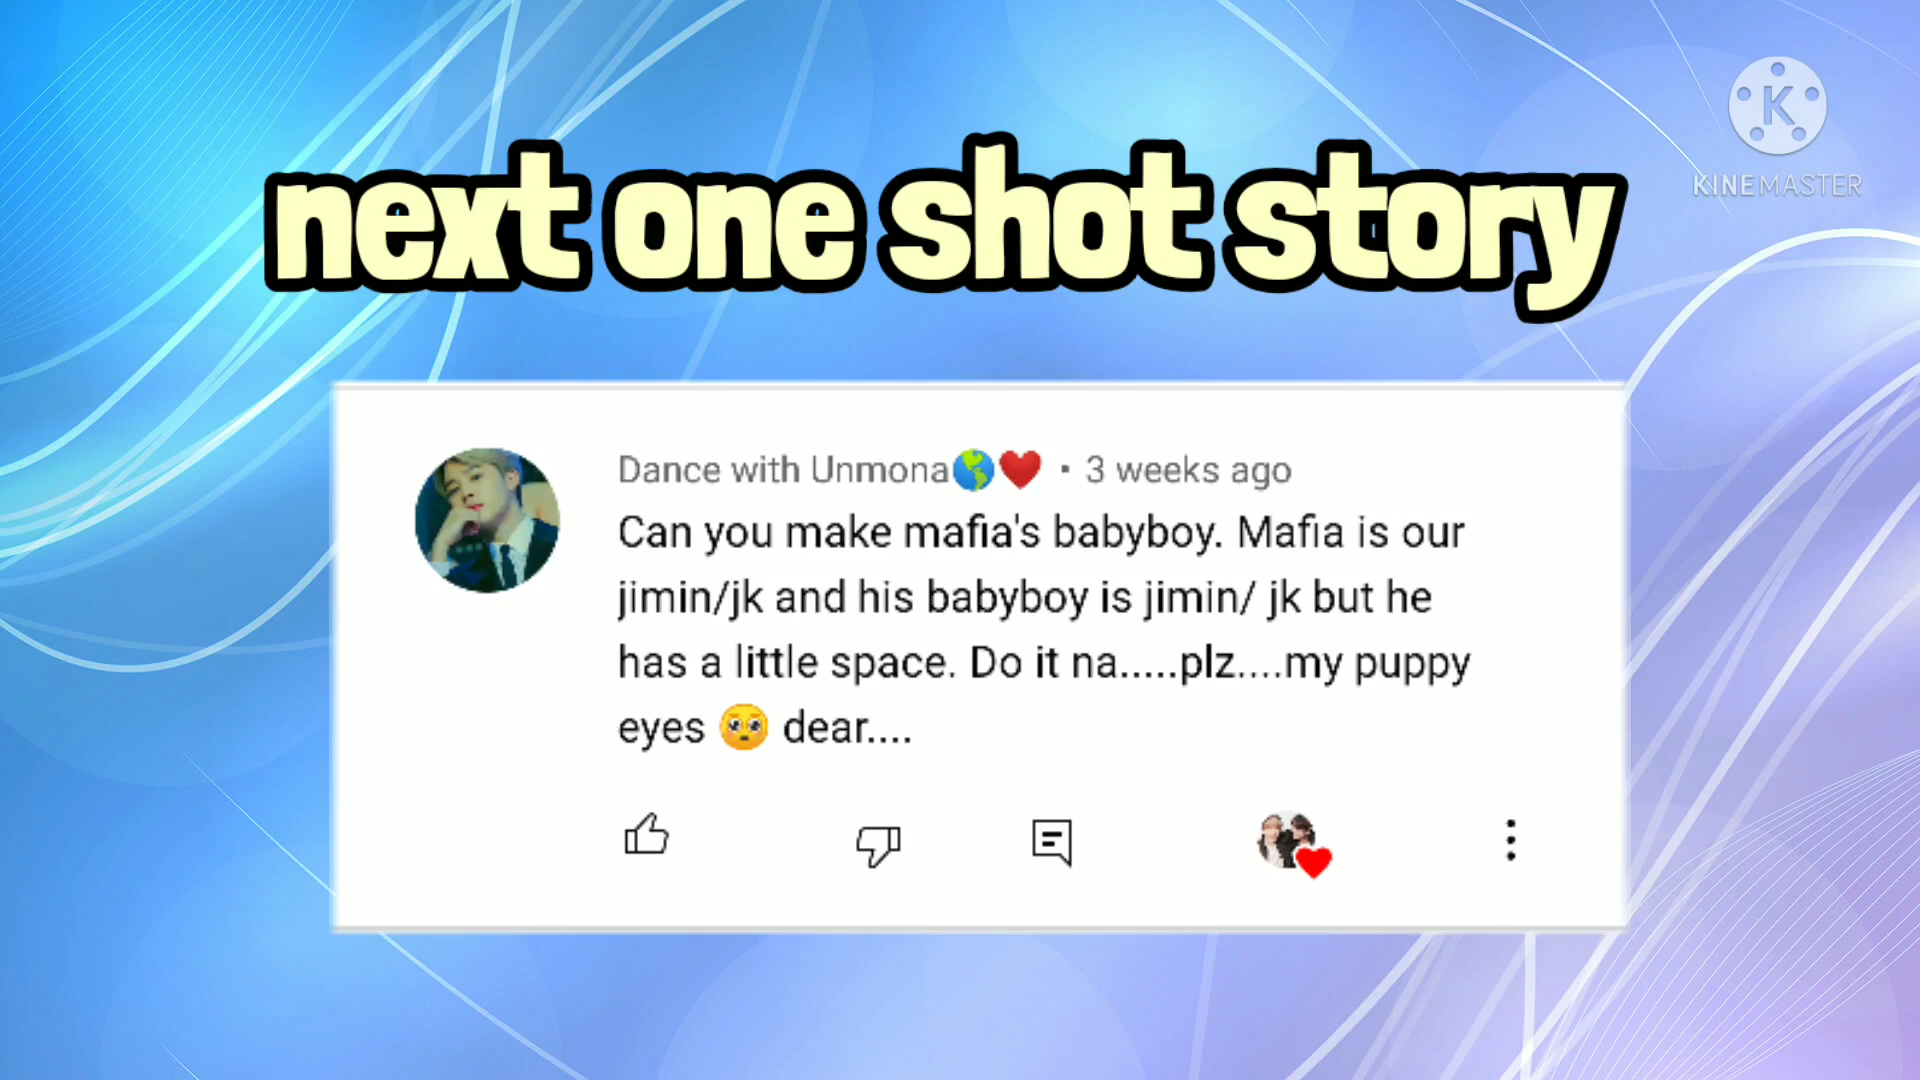 K
KINEMASTER
next one shot story
Dance with Unmona🌎❤️ • 3 weeks ago
Can you make mafia's babyboy. Mafia is our
jimin/jk and his babyboy is jimin/ jk but he
has a little space. Do it na.....plz....my puppy
eyes 🥺 dear....